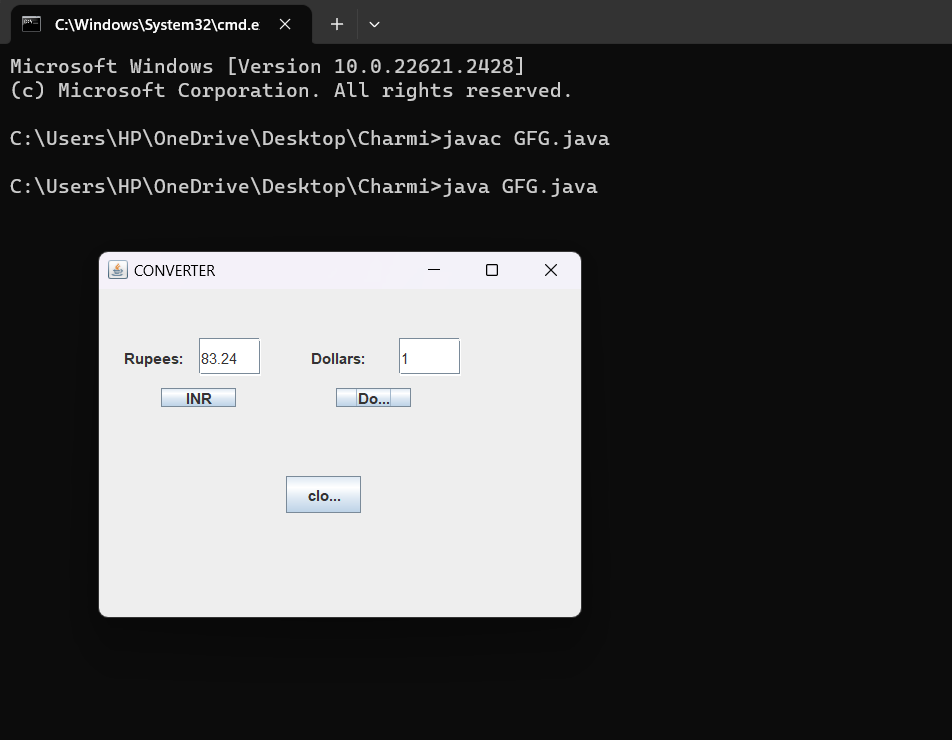 C:\Windows\System32\cmd.e
Microsoft Windows [Version 10.0.22621.2428]
(c) Microsoft Corporation. All rights reserved.
C:\Users\HP\OneDrive\Desktop\Charmi>javac GFG.java
C:\Users\HP\OneDrive\Desktop\Charmi>java GFG.java
CONVERTER
Rupees: 83.24 Dollars: 1
INR Do...
clo...